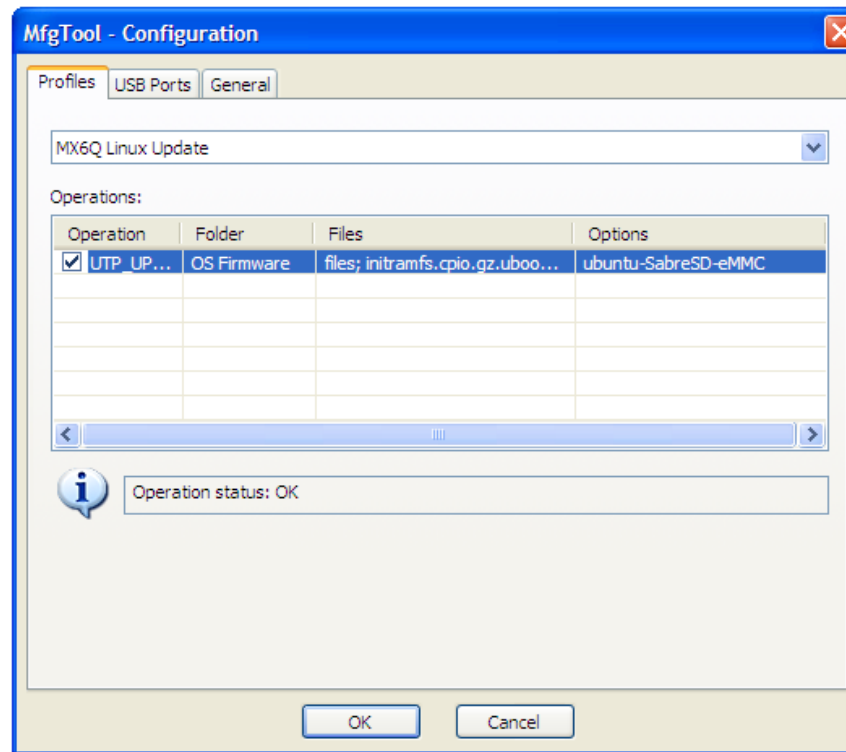 MfgTool - Configuration
Profiles USB Ports General
MX6Q Linux Update
Operations:
Operation Folder Files Options
UTP_UP... OS Firmware files; initramfs.cpio.gz.uboo... ubuntu-SabreSD-eMMC
Operation status: OK
OK Cancel